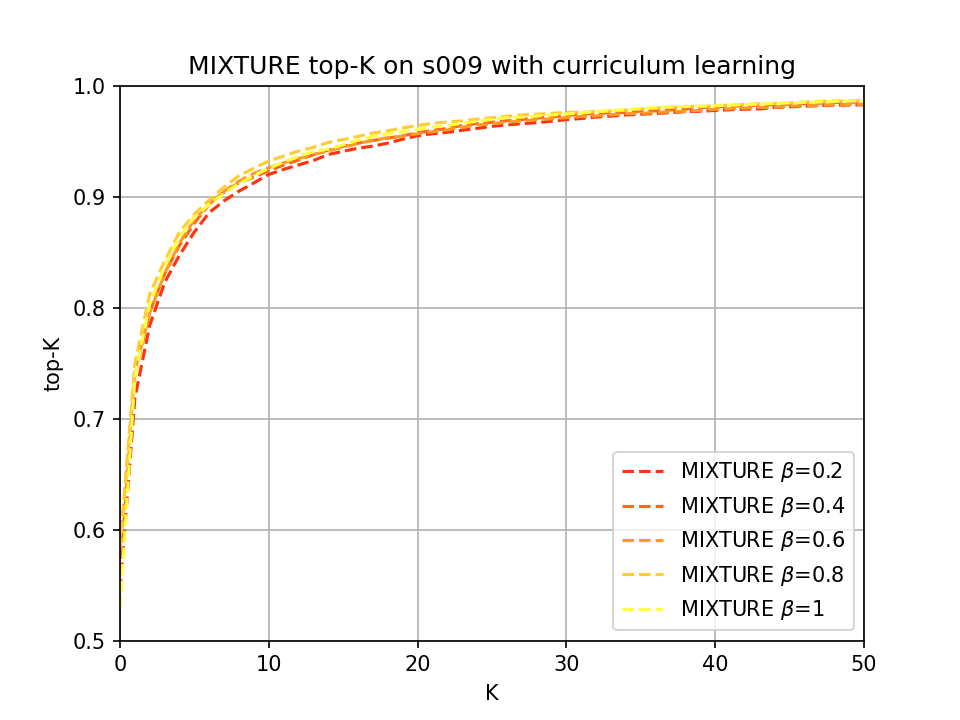 MIXTURE top-K on s009 with curriculum learning
top-K
1.0
0.9
0.8
0.7
0.6
0.5
0
10
20
30
40
50
K
MIXTURE β=0.2
MIXTURE β=0.4
MIXTURE β=0.6
MIXTURE β=0.8
MIXTURE β=1